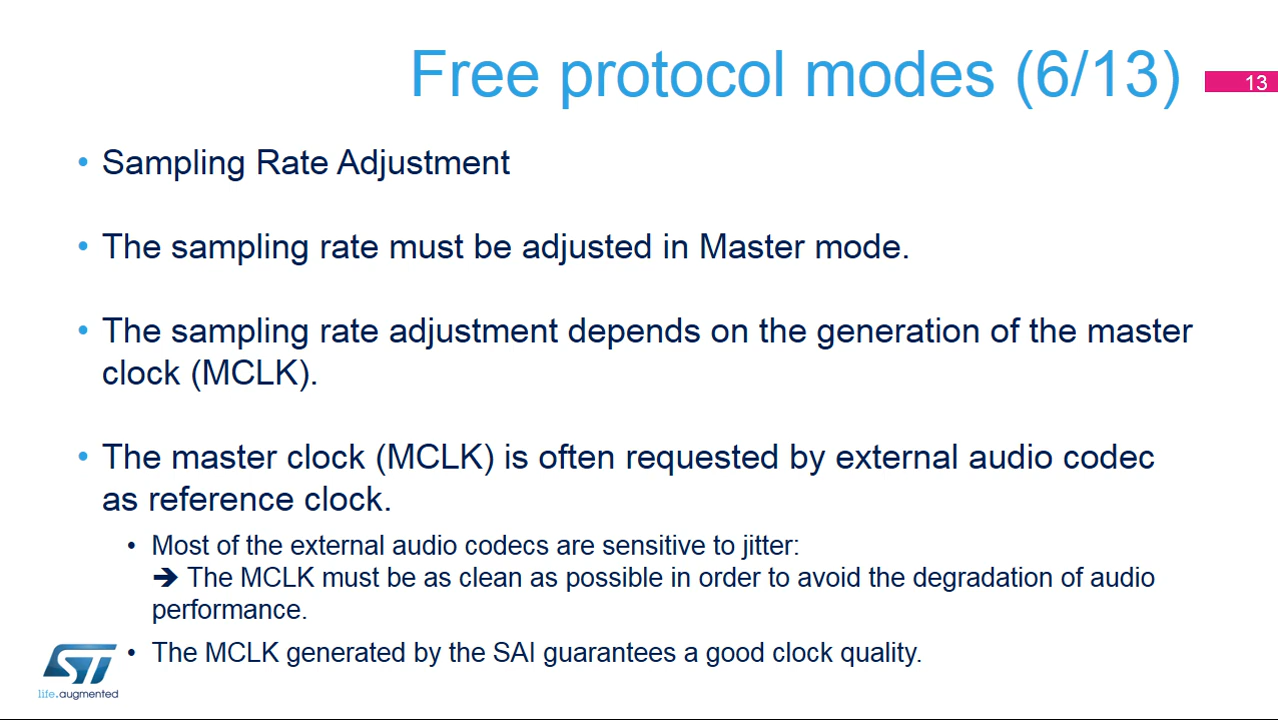 Free protocol modes (6/13)
13
• Sampling Rate Adjustment
• The sampling rate must be adjusted in Master mode.
• The sampling rate adjustment depends on the generation of the master
clock (MCLK).
• The master clock (MCLK) is often requested by external audio codec
as reference clock.
• Most of the external audio codecs are sensitive to jitter:
➔ The MCLK must be as clean as possible in order to avoid the degradation of audio
performance.
• The MCLK generated by the SAI guarantees a good clock quality.
ST
life.augmented